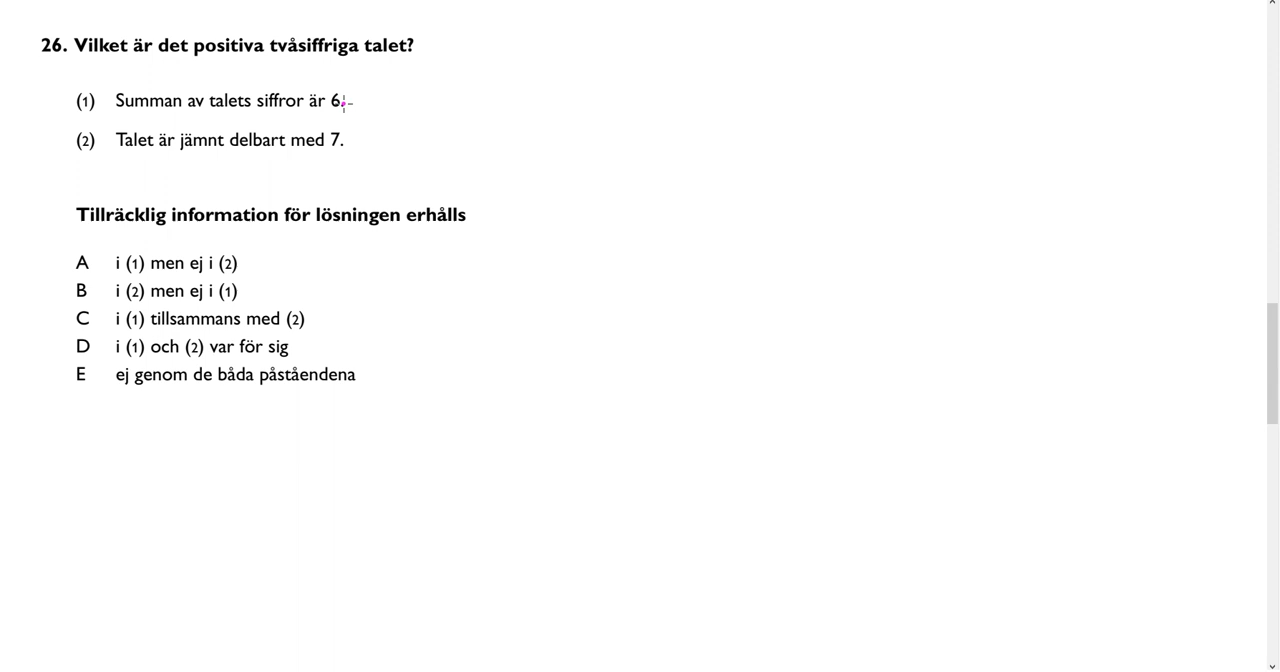 26. Vilket är det positiva tvåsiffriga talet?
(1) Summan av talets siffror är 6.
(2) Talet är jämnt delbart med 7.
Tillräcklig information för lösningen erhålls
A i (1) men ej i (2)
B i (2) men ej i (1)
C i (1) tillsammans med (2)
D i (1) och (2) var för sig
E ej genom de båda påståendena